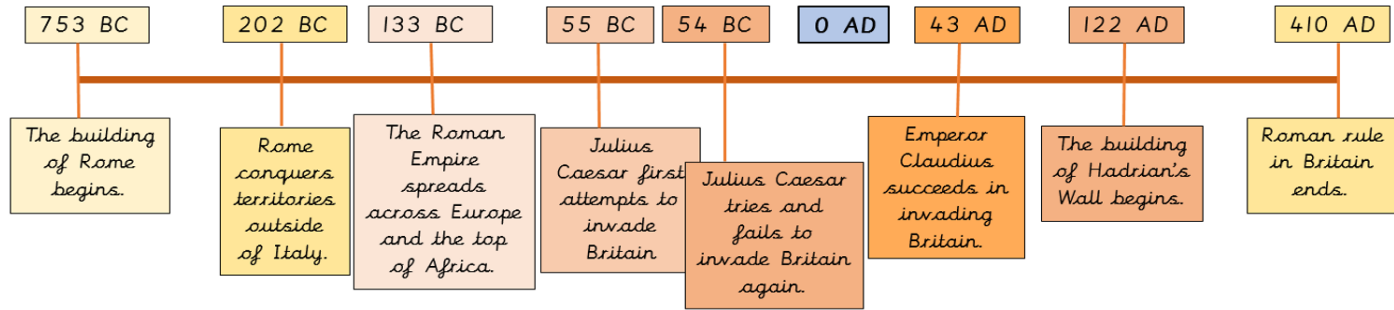 753 BC
202 BC
133 BC
55 BC
54 BC
0 AD
43 AD
122 AD
410 AD
The building
of Rome
begins.
Rome
conquers
territories
outside
of Italy.
The Roman
Empire
spreads
across Europe
and the top
of Africa.
Julius
Caesar first
attempts to
invade
Britain
Julius Caesar
tries and
fails to
invade Britain
again.
Emperor
Claudius
succeeds in
invading
Britain.
The building
of Hadrian's
Wall begins.
Roman rule
in Britain
ends.